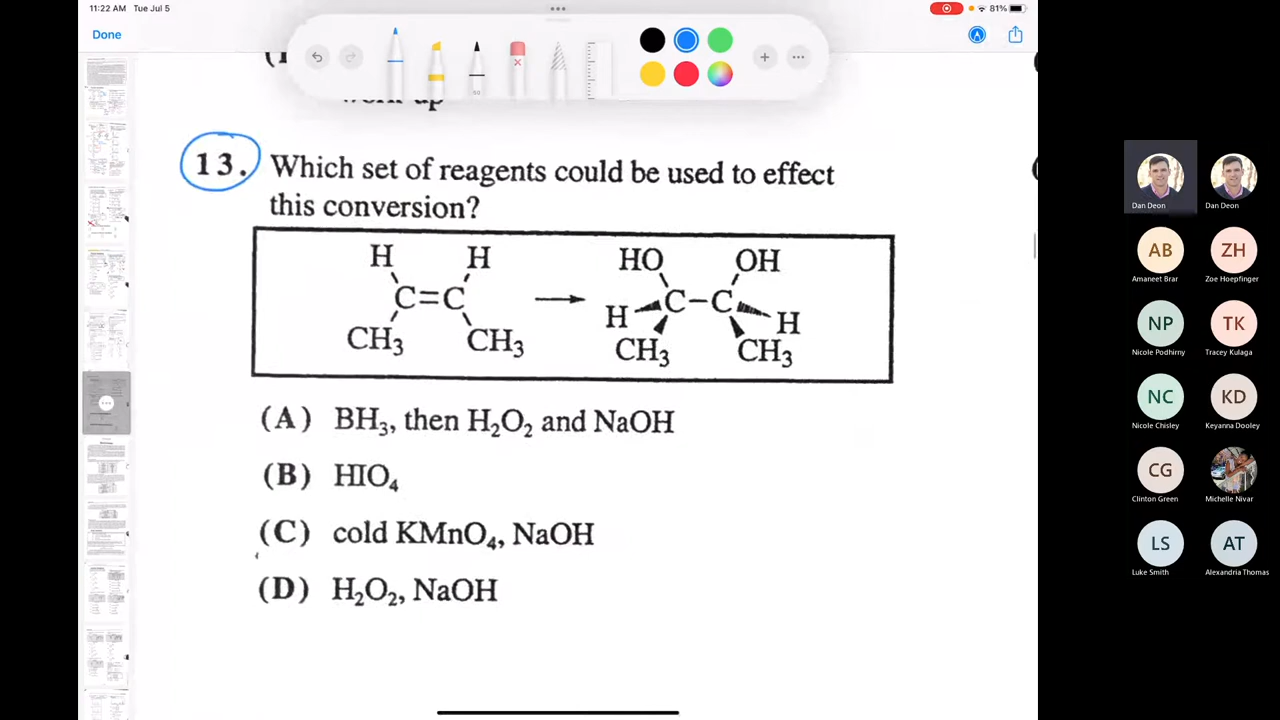 11:22 AM Tue Jul 5
81%
Done
13. Which set of reagents could be used to effect
this conversion?
H H HO OH
C=C → H C–C H
CH₃ CH₃ CH₃ CH₃
(A) BH₃, then H₂O₂ and NaOH
(B) HIO₄
(C) cold KMnO₄, NaOH
(D) H₂O₂, NaOH
Dan Deon Dan Deon
AB ZH
Amaneet Brar Zoe Hoepfinger
NP TK
Nicole Podhirny Tracey Kulaga
NC KD
Nicole Chisley Keyanna Dooley
CG
Clinton Green Michelle Nivar
LS AT
Luke Smith Alexandria Thomas